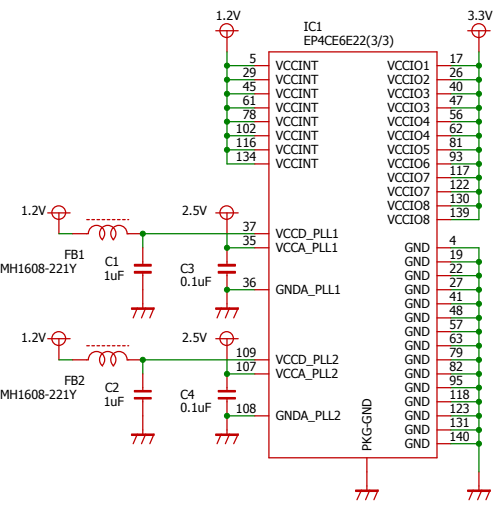 1.2V
3.3V
IC1
EP4CE6E22(3/3)
5 VCCINT VCCIO1 17
29 VCCINT VCCIO2 26
45 VCCINT VCCIO3 40
61 VCCINT VCCIO3 47
78 VCCINT VCCIO4 56
102 VCCINT VCCIO4 62
116 VCCINT VCCIO5 81
134 VCCINT VCCIO6 93
VCCIO7 117
VCCIO7 122
VCCIO8 130
VCCIO8 139
1.2V
2.5V
37 VCCD_PLL1
35 VCCA_PLL1
36 GNDA_PLL1
FB1
MH1608-221Y
C1
1uF
C3
0.1uF
GND 4
GND 19
GND 22
GND 27
GND 41
GND 48
GND 57
GND 63
GND 79
GND 82
GND 95
GND 118
GND 123
GND 131
GND 140
1.2V
2.5V
109 VCCD_PLL2
107 VCCA_PLL2
108 GNDA_PLL2
FB2
MH1608-221Y
C2
1uF
C4
0.1uF
PKG-GND